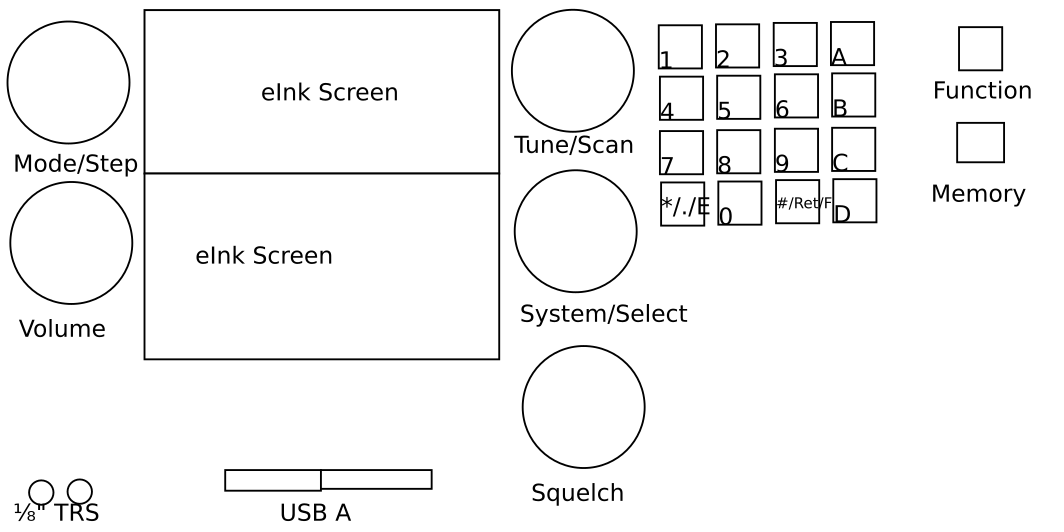 eInk Screen
Mode/Step
Tune/Scan
1 2 3 A
4 5 6 B
7 8 9 C
*/./E 0 #/Ret/F D
Function
Memory
eInk Screen
Volume
System/Select
Squelch
⅛" TRS
USB A